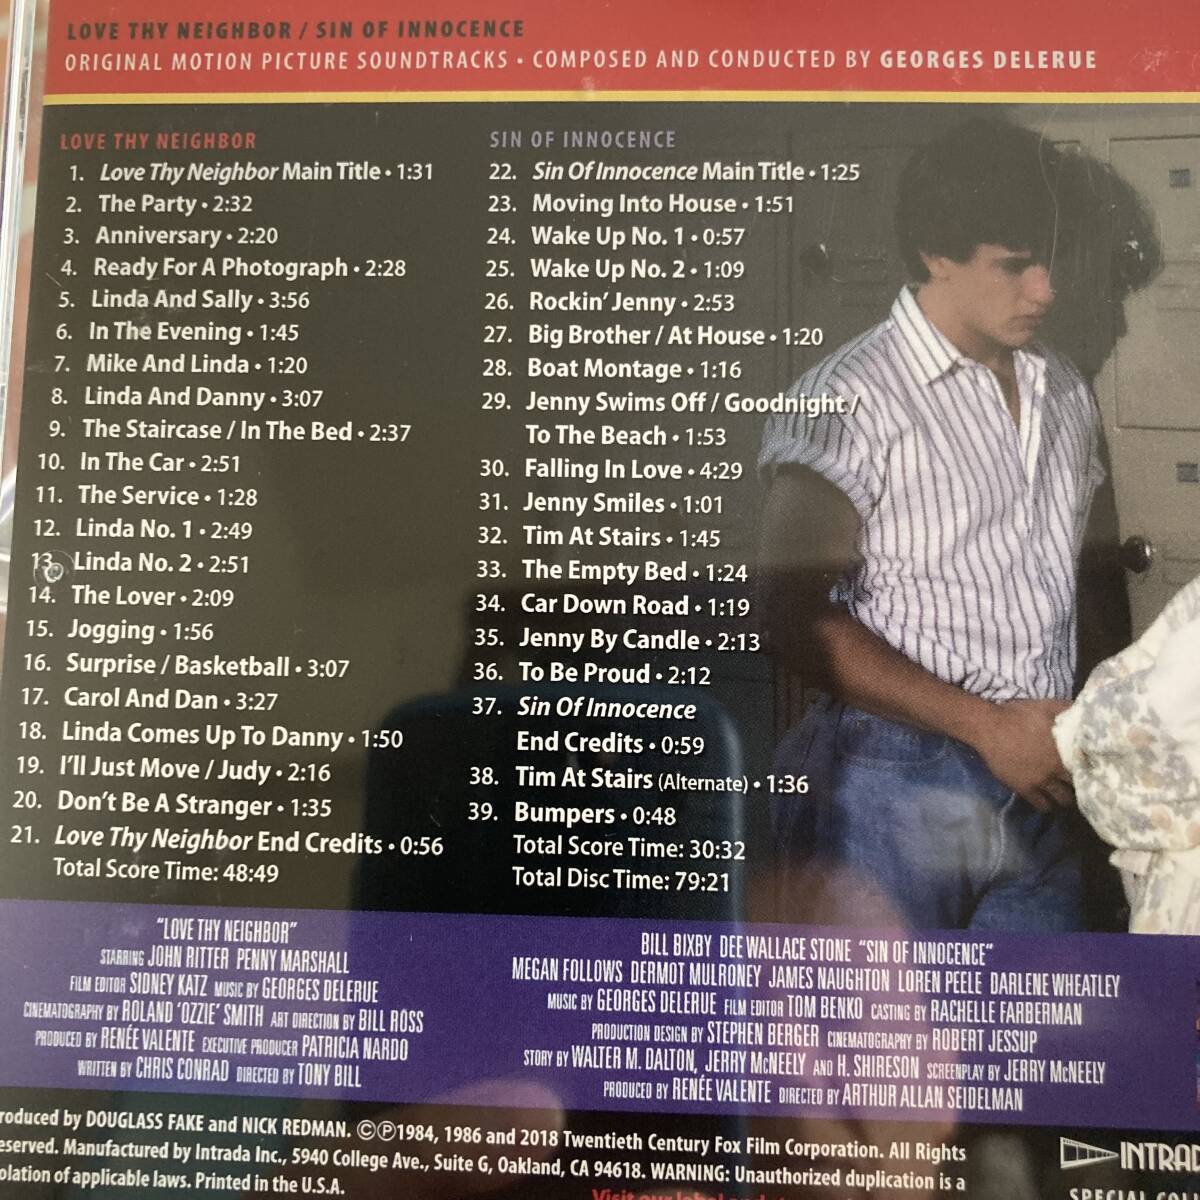 LOVE THY NEIGHBOR / SIN OF INNOCENCE
ORIGINAL MOTION PICTURE SOUNDTRACKS • COMPOSED AND CONDUCTED BY GEORGES DELERUE
LOVE THY NEIGHBOR
1. Love Thy Neighbor Main Title • 1:31
2. The Party • 2:32
3. Anniversary • 2:20
4. Ready For A Photograph • 2:28
5. Linda And Sally • 3:56
6. In The Evening • 1:45
7. Mike And Linda • 1:20
8. Linda And Danny • 3:07
9. The Staircase / In The Bed • 2:37
10. In The Car • 2:51
11. The Service • 1:28
12. Linda No. 1 • 2:49
13. Linda No. 2 • 2:51
14. The Lover • 2:09
15. Jogging • 1:56
16. Surprise / Basketball • 3:07
17. Carol And Dan • 3:27
18. Linda Comes Up To Danny • 1:50
19. I'll Just Move / Judy • 2:16
20. Don't Be A Stranger • 1:35
21. Love Thy Neighbor End Credits • 0:56
Total Score Time: 48:49
SIN OF INNOCENCE
22. Sin Of Innocence Main Title • 1:25
23. Moving Into House • 1:51
24. Wake Up No. 1 • 0:57
25. Wake Up No. 2 • 1:09
26. Rockin' Jenny • 2:53
27. Big Brother / At House • 1:20
28. Boat Montage • 1:16
29. Jenny Swims Off / Goodnight /
To The Beach • 1:53
30. Falling In Love • 4:29
31. Jenny Smiles • 1:01
32. Tim At Stairs • 1:45
33. The Empty Bed • 1:24
34. Car Down Road • 1:19
35. Jenny By Candle • 2:13
36. To Be Proud • 2:12
37. Sin Of Innocence
End Credits • 0:59
38. Tim At Stairs (Alternate) • 1:36
39. Bumpers • 0:48
Total Score Time: 30:32
Total Disc Time: 79:21
"LOVE THY NEIGHBOR"
STARRING JOHN RITTER PENNY MARSHALL
FILM EDITOR SIDNEY KATZ MUSIC BY GEORGES DELERUE
CINEMATOGRAPHY BY ROLAND 'OZZIE' SMITH ART DIRECTION BY BILL ROSS
PRODUCED BY RENÉE VALENTE EXECUTIVE PRODUCER PATRICIA NARDO
WRITTEN BY CHRIS CONRAD DIRECTED BY TONY BILL
BILL BIXBY DEE WALLACE STONE "SIN OF INNOCENCE"
MEGAN FOLLOWS DERMOT MULRONEY JAMES NAUGHTON LOREN PEELE DARLENE WHEATLEY
MUSIC BY GEORGES DELERUE FILM EDITOR TOM BENKO CASTING BY RACHELLE FARBERMAN
PRODUCTION DESIGN BY STEPHEN BERGER CINEMATOGRAPHY BY ROBERT JESSUP
STORY BY WALTER M. DALTON, JERRY McNEELY AND H. SHIRESON SCREENPLAY BY JERRY McNEELY
PRODUCED BY RENÉE VALENTE DIRECTED BY ARTHUR ALLAN SEIDELMAN
roduced by DOUGLASS FAKE and NICK REDMAN. ©℗1984, 1986 and 2018 Twentieth Century Fox Film Corporation. All Rights
eserved. Manufactured by Intrada Inc., 5940 College Ave., Suite G, Oakland, CA 94618. WARNING: Unauthorized duplication is a
olation of applicable laws. Printed in the U.S.A.
INTRAD
SPECIAL CO
Visit our label and